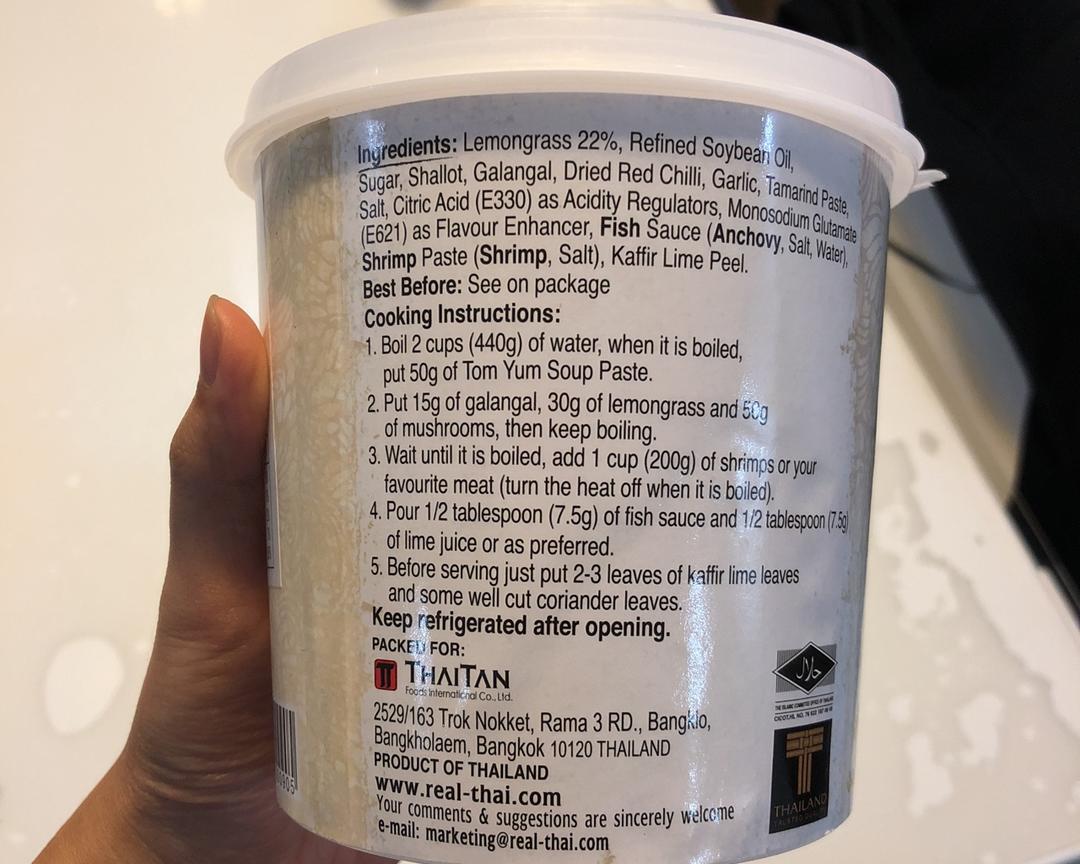 Ingredients: Lemongrass 22%, Refined Soybean Oil,
Sugar, Shallot, Galangal, Dried Red Chilli, Garlic, Tamarind Paste,
Salt, Citric Acid (E330) as Acidity Regulators, Monosodium Glutamate
(E621) as Flavour Enhancer, Fish Sauce (Anchovy, Salt, Water),
Shrimp Paste (Shrimp, Salt), Kaffir Lime Peel.
Best Before: See on package
Cooking Instructions:
1. Boil 2 cups (440g) of water, when it is boiled,
put 50g of Tom Yum Soup Paste.
2. Put 15g of galangal, 30g of lemongrass and 50g
of mushrooms, then keep boiling.
3. Wait until it is boiled, add 1 cup (200g) of shrimps or your
favourite meat (turn the heat off when it is boiled).
4. Pour 1/2 tablespoon (7.5g) of fish sauce and 1/2 tablespoon (7.5g)
of lime juice or as preferred.
5. Before serving just put 2-3 leaves of kaffir lime leaves
and some well cut coriander leaves.
Keep refrigerated after opening.
PACKED FOR:
THAITAN
Foods International Co., Ltd.
2529/163 Trok Nokket, Rama 3 RD., Bangklo,
Bangkholaem, Bangkok 10120 THAILAND
PRODUCT OF THAILAND
www.real-thai.com
Your comments & suggestions are sincerely welcome
e-mail: marketing@real-thai.com
حلال
THE ISLAMIC COMMITTEE OFFICE OF THAILAND
THAILAND